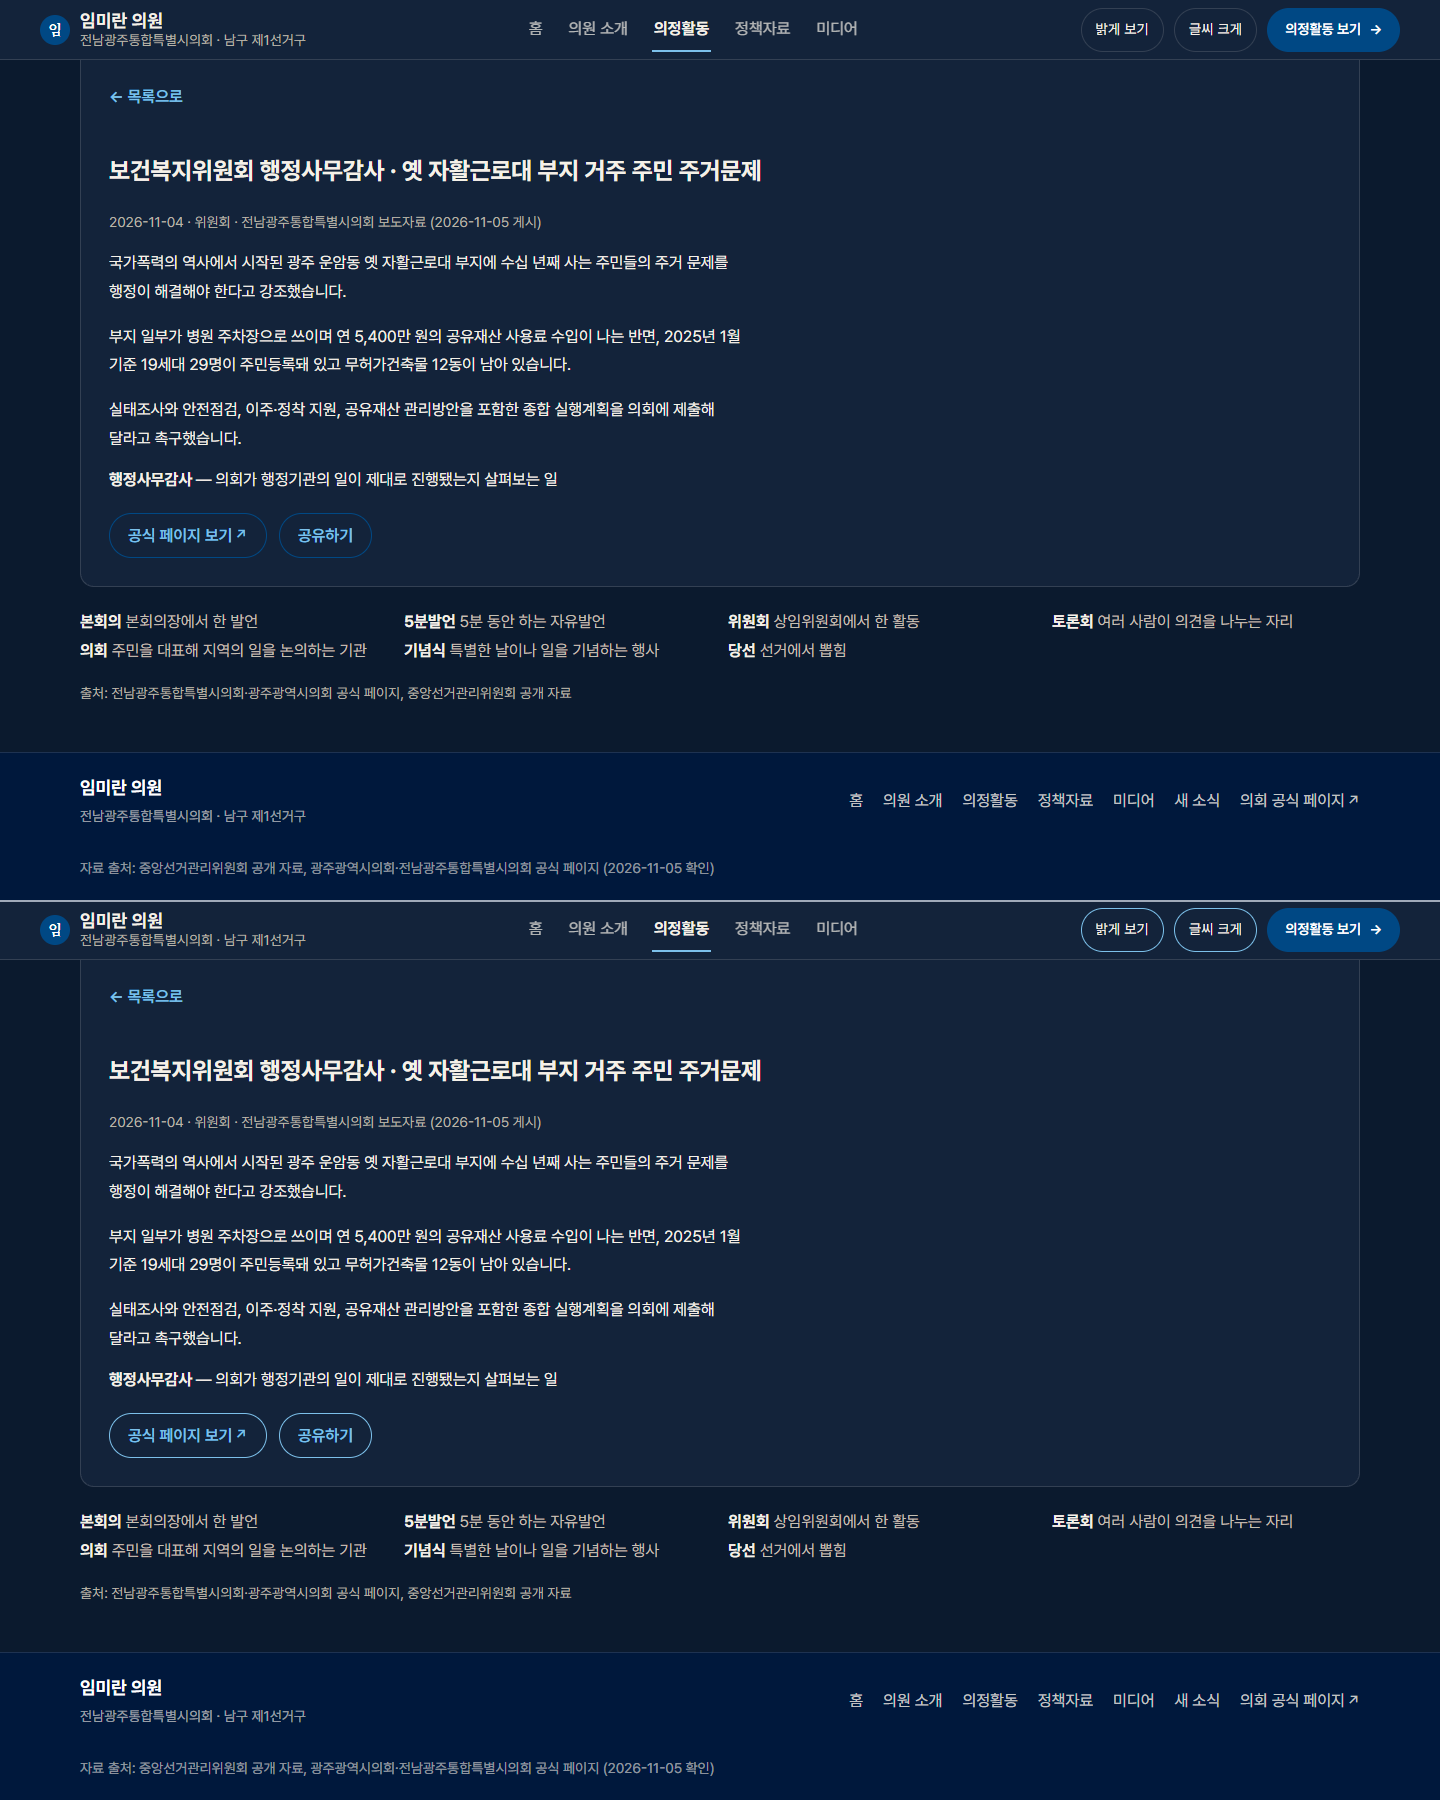 임 임미란 의원
전남광주통합특별시의회 · 남구 제1선거구
홈 의원 소개 의정활동 정책자료 미디어
밝게 보기 글씨 크게 의정활동 보기 →
← 목록으로
보건복지위원회 행정사무감사 · 옛 자활근로대 부지 거주 주민 주거문제
2026-11-04 · 위원회 · 전남광주통합특별시의회 보도자료 (2026-11-05 게시)
국가폭력의 역사에서 시작된 광주 운암동 옛 자활근로대 부지에 수십 년째 사는 주민들의 주거 문제를
행정이 해결해야 한다고 강조했습니다.
부지 일부가 병원 주차장으로 쓰이며 연 5,400만 원의 공유재산 사용료 수입이 나는 반면, 2025년 1월
기준 19세대 29명이 주민등록돼 있고 무허가건축물 12동이 남아 있습니다.
실태조사와 안전점검, 이주·정착 지원, 공유재산 관리방안을 포함한 종합 실행계획을 의회에 제출해
달라고 촉구했습니다.
행정사무감사 — 의회가 행정기관의 일이 제대로 진행됐는지 살펴보는 일
공식 페이지 보기 ↗ 공유하기
본회의 본회의장에서 한 발언 5분발언 5분 동안 하는 자유발언 위원회 상임위원회에서 한 활동 토론회 여러 사람이 의견을 나누는 자리
의회 주민을 대표해 지역의 일을 논의하는 기관 기념식 특별한 날이나 일을 기념하는 행사 당선 선거에서 뽑힘
출처: 전남광주통합특별시의회·광주광역시의회 공식 페이지, 중앙선거관리위원회 공개 자료
임미란 의원
전남광주통합특별시의회 · 남구 제1선거구
홈 의원 소개 의정활동 정책자료 미디어 새 소식 의회 공식 페이지 ↗
자료 출처: 중앙선거관리위원회 공개 자료, 광주광역시의회·전남광주통합특별시의회 공식 페이지 (2026-11-05 확인)
임 임미란 의원
전남광주통합특별시의회 · 남구 제1선거구
홈 의원 소개 의정활동 정책자료 미디어
밝게 보기 글씨 크게 의정활동 보기 →
← 목록으로
보건복지위원회 행정사무감사 · 옛 자활근로대 부지 거주 주민 주거문제
2026-11-04 · 위원회 · 전남광주통합특별시의회 보도자료 (2026-11-05 게시)
국가폭력의 역사에서 시작된 광주 운암동 옛 자활근로대 부지에 수십 년째 사는 주민들의 주거 문제를
행정이 해결해야 한다고 강조했습니다.
부지 일부가 병원 주차장으로 쓰이며 연 5,400만 원의 공유재산 사용료 수입이 나는 반면, 2025년 1월
기준 19세대 29명이 주민등록돼 있고 무허가건축물 12동이 남아 있습니다.
실태조사와 안전점검, 이주·정착 지원, 공유재산 관리방안을 포함한 종합 실행계획을 의회에 제출해
달라고 촉구했습니다.
행정사무감사 — 의회가 행정기관의 일이 제대로 진행됐는지 살펴보는 일
공식 페이지 보기 ↗ 공유하기
본회의 본회의장에서 한 발언 5분발언 5분 동안 하는 자유발언 위원회 상임위원회에서 한 활동 토론회 여러 사람이 의견을 나누는 자리
의회 주민을 대표해 지역의 일을 논의하는 기관 기념식 특별한 날이나 일을 기념하는 행사 당선 선거에서 뽑힘
출처: 전남광주통합특별시의회·광주광역시의회 공식 페이지, 중앙선거관리위원회 공개 자료
임미란 의원
전남광주통합특별시의회 · 남구 제1선거구
홈 의원 소개 의정활동 정책자료 미디어 새 소식 의회 공식 페이지 ↗
자료 출처: 중앙선거관리위원회 공개 자료, 광주광역시의회·전남광주통합특별시의회 공식 페이지 (2026-11-05 확인)